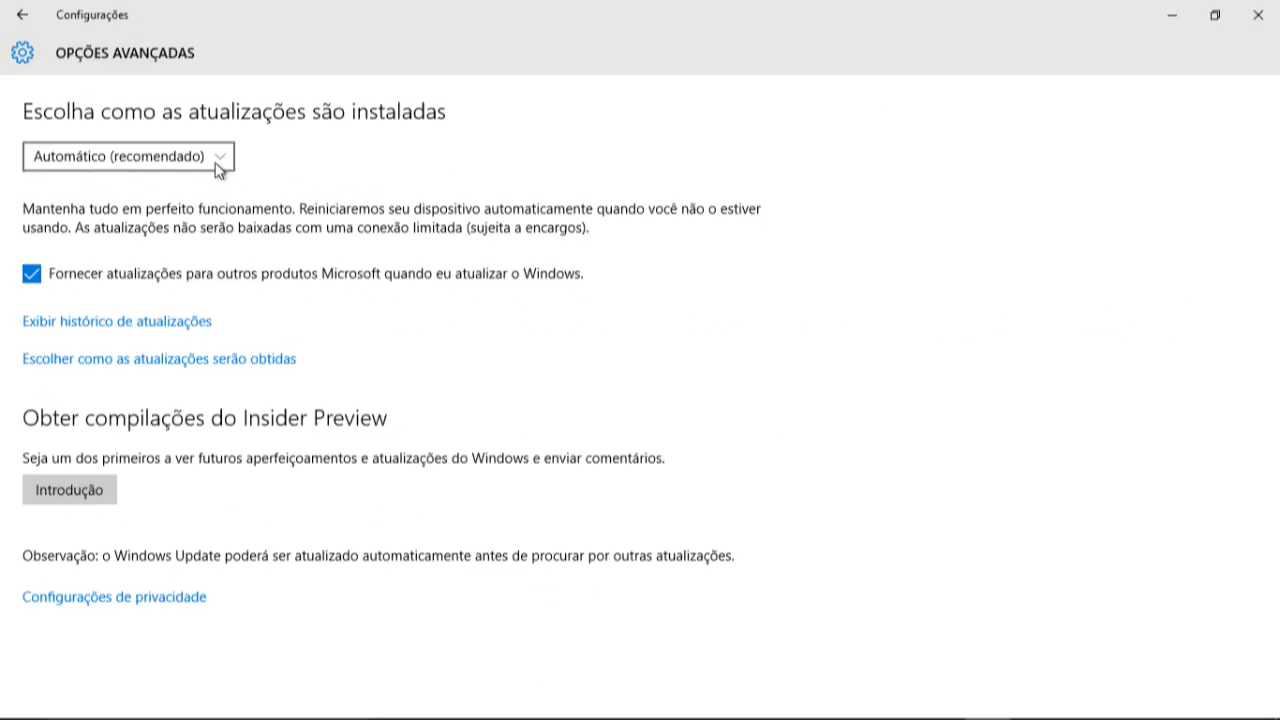 Configurações
OPÇÕES AVANÇADAS
Escolha como as atualizações são instaladas
Automático (recomendado)
Mantenha tudo em perfeito funcionamento. Reiniciaremos seu dispositivo automaticamente quando você não o estiver
usando. As atualizações não serão baixadas com uma conexão limitada (sujeita a encargos).
Fornecer atualizações para outros produtos Microsoft quando eu atualizar o Windows.
Exibir histórico de atualizações
Escolher como as atualizações serão obtidas
Obter compilações do Insider Preview
Seja um dos primeiros a ver futuros aperfeiçoamentos e atualizações do Windows e enviar comentários.
Introdução
Observação: o Windows Update poderá ser atualizado automaticamente antes de procurar por outras atualizações.
Configurações de privacidade